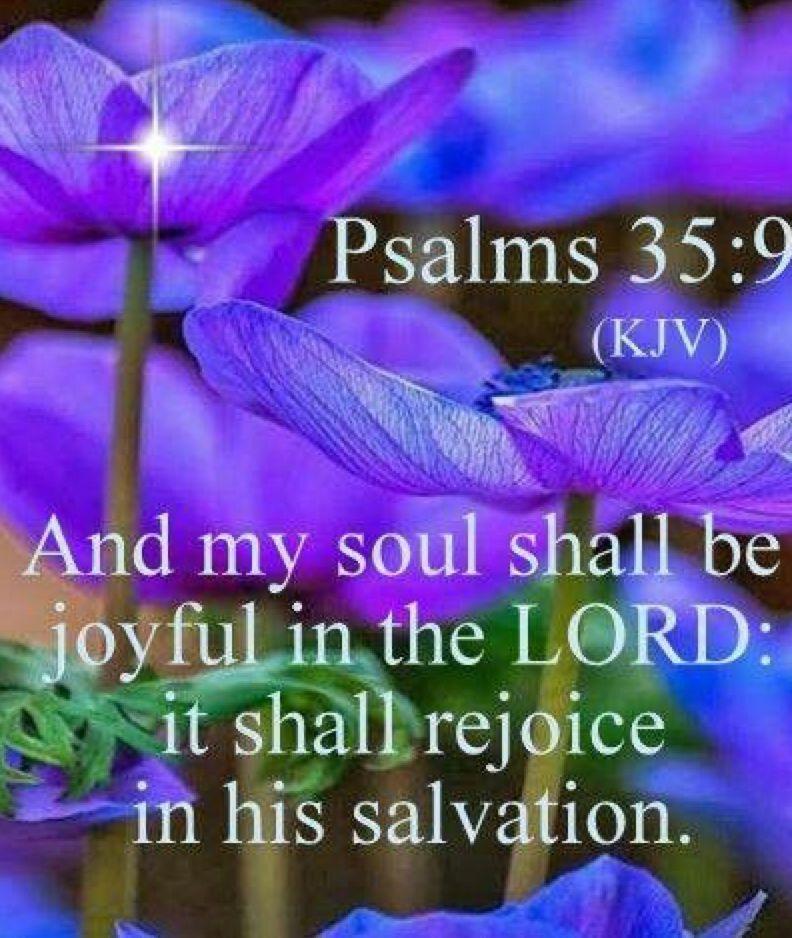 Psalms 35:9
(KJV)
And my soul shall be
joyful in the LORD:
it shall rejoice
in his salvation.